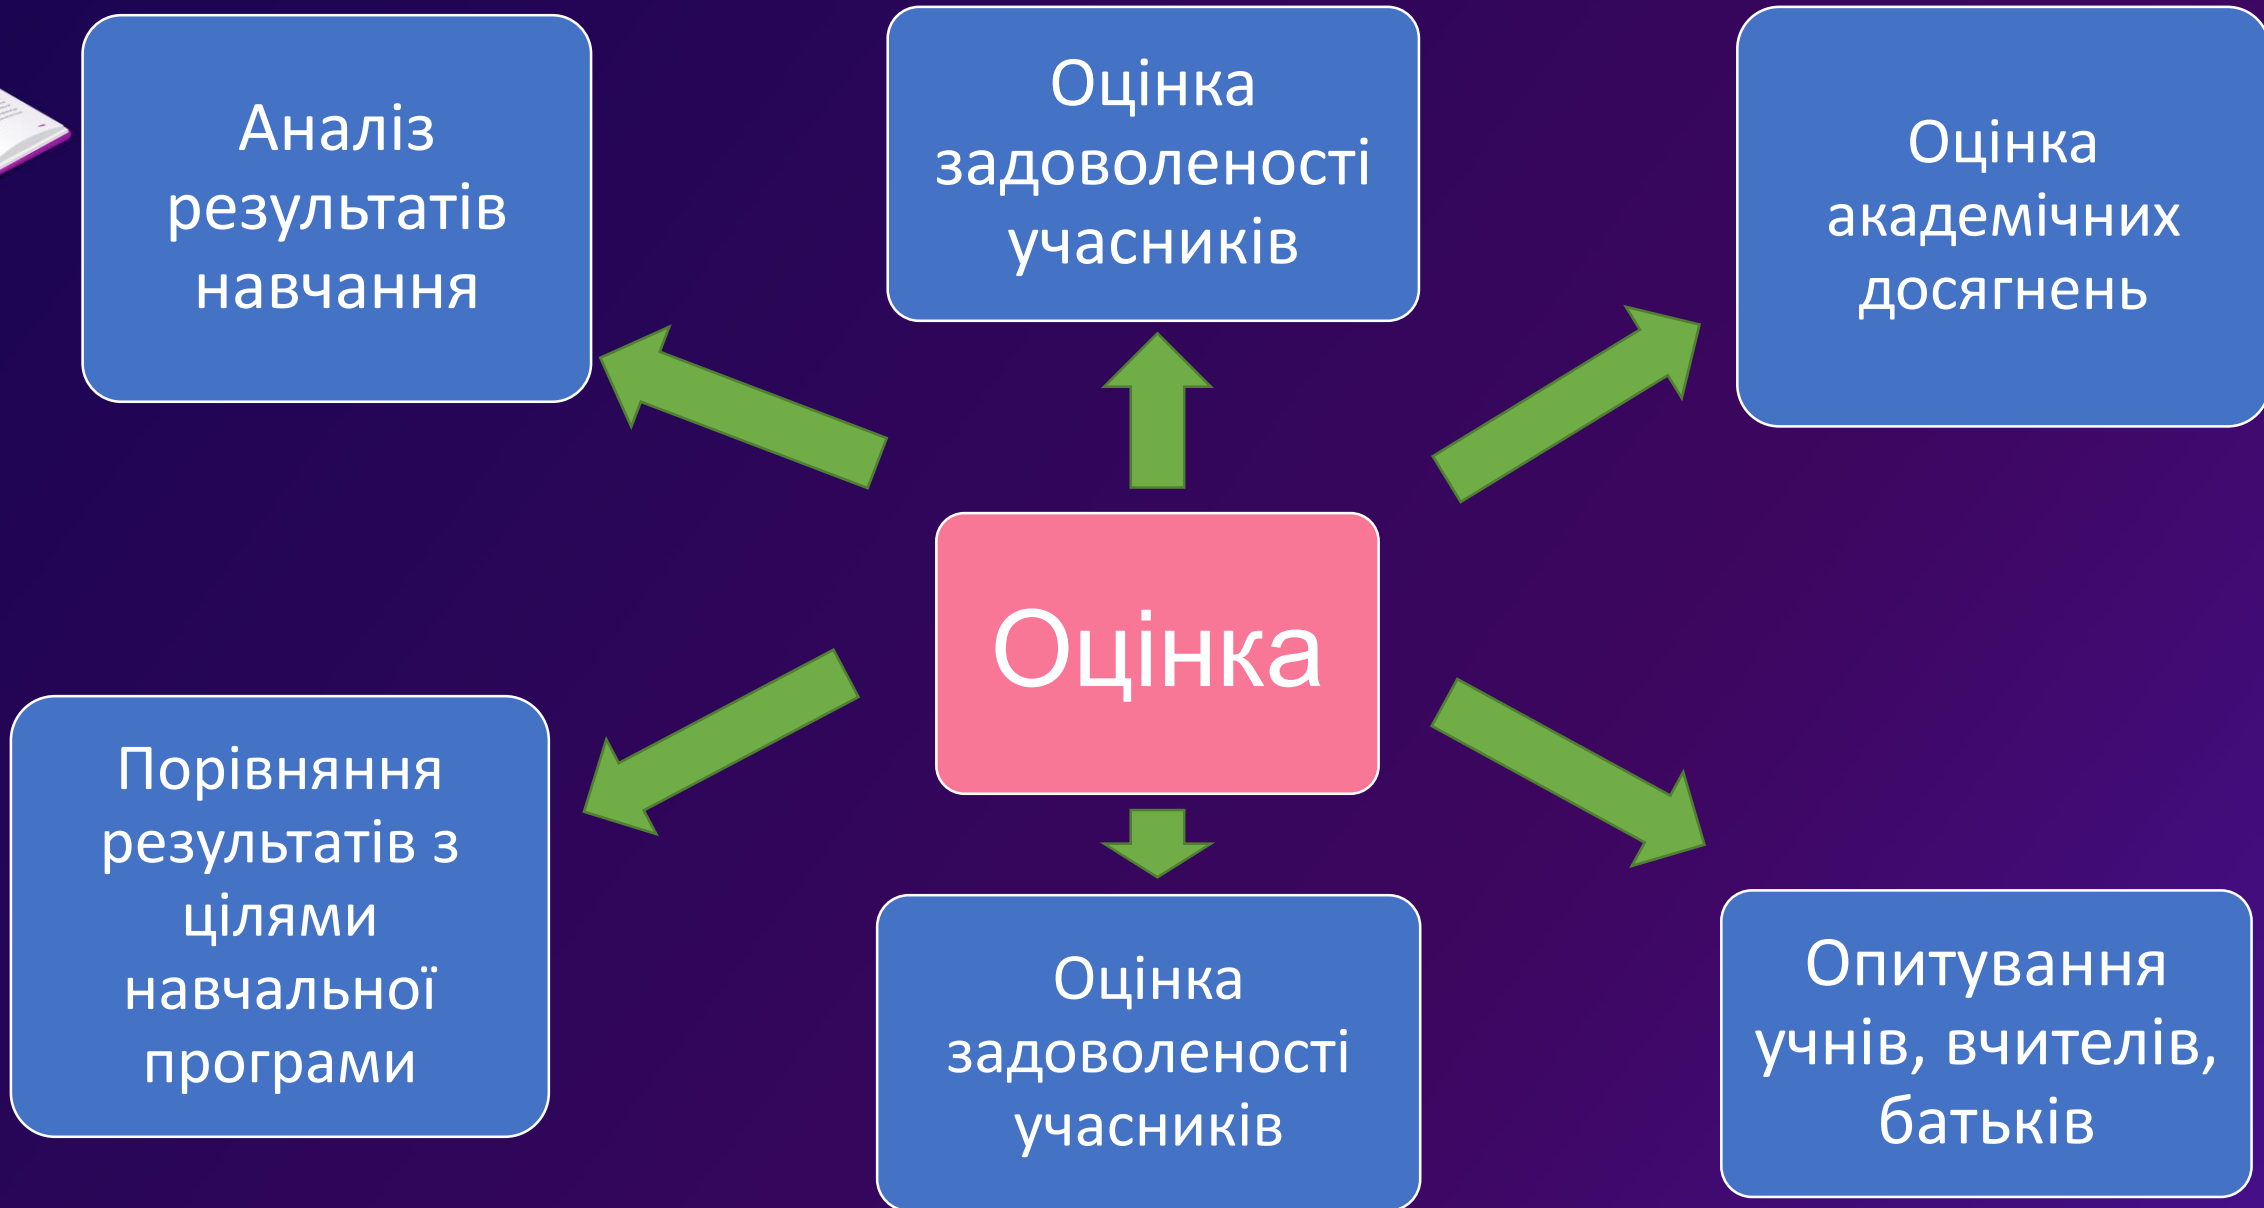 Аналіз
результатів
навчання
Оцінка
задоволеності
учасників
Оцінка
академічних
досягнень
Оцінка
Порівняння
результатів з
цілями
навчальної
програми
Оцінка
задоволеності
учасників
Опитування
учнів, вчителів,
батьків